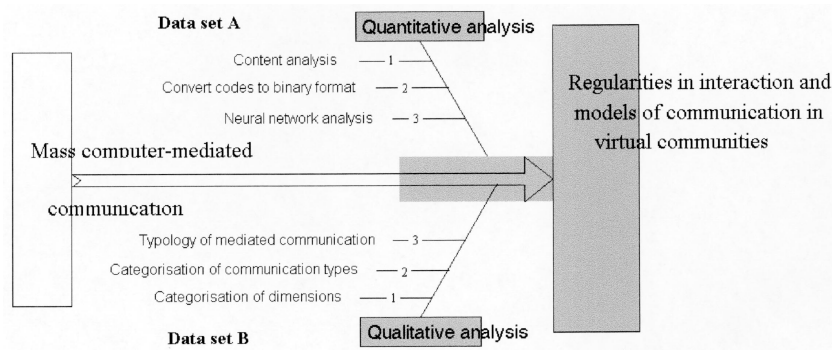 Data set A
Quantitative analysis
Content analysis 1
Convert codes to binary format 2
Neural network analysis 3
Regularities in interaction and
models of communication in
virtual communities
Mass computer-mediated
communication
Typology of mediated communication 3
Categorisation of communication types 2
Categorisation of dimensions 1
Data set B
Qualitative analysis